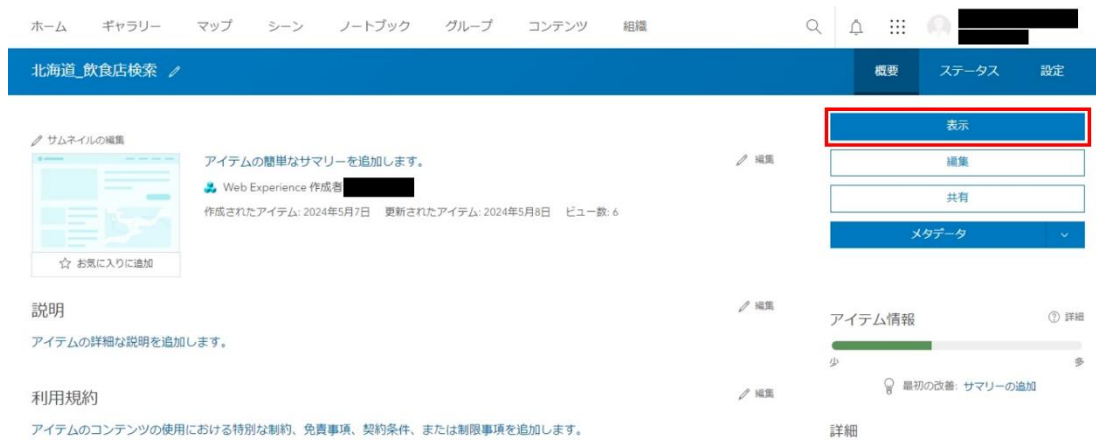 ホーム ギャラリー マップ シーン ノートブック グループ コンテンツ 組織
北海道_飲食店検索
概要 ステータス 設定
サムネイルの編集
お気に入りに追加
アイテムの簡単なサマリーを追加します。
編集
Web Experience 作成者
作成されたアイテム: 2024年5月7日 更新されたアイテム: 2024年5月8日 ビュー数: 6
表示
編集
共有
メタデータ
説明
編集
アイテムの詳細な説明を追加します。
アイテム情報
詳細
少 多
最初の改善: サマリーの追加
利用規約
編集
アイテムのコンテンツの使用における特別な制約、免責事項、契約条件、または制限事項を追加します。
詳細